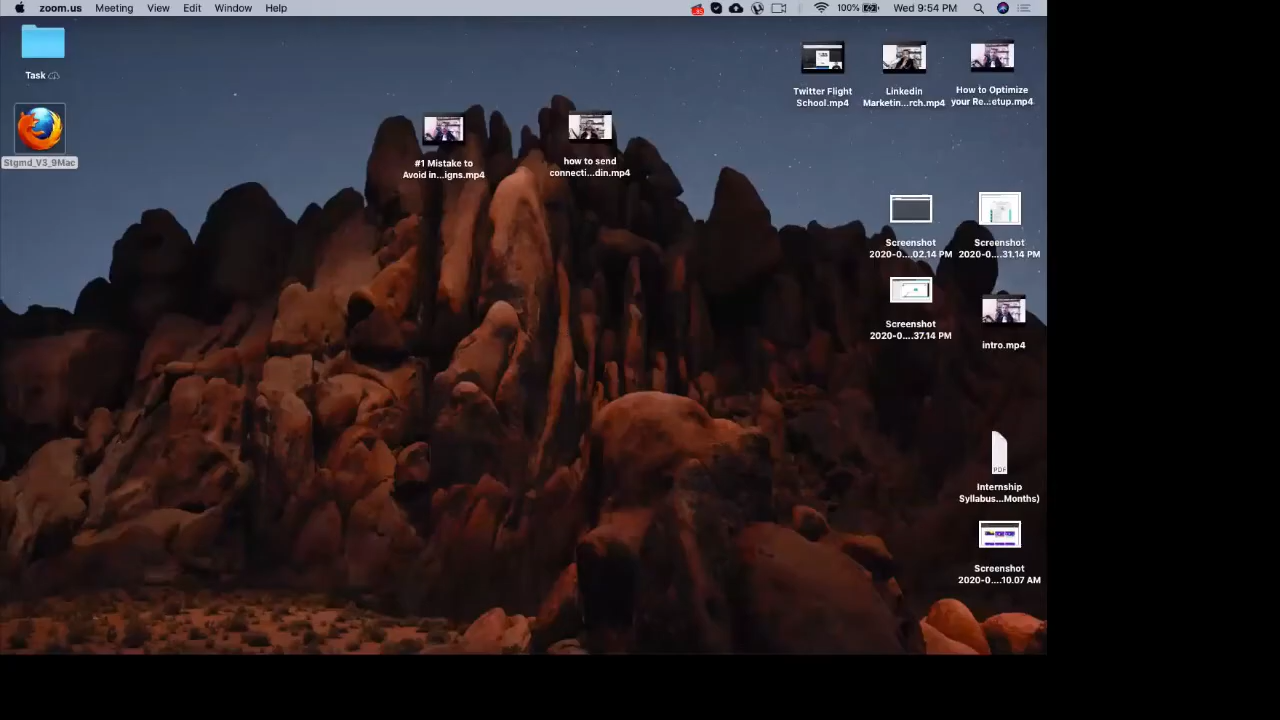 zoom.us Meeting View Edit Window Help 100% Wed 9:54 PM
Task
Stgmd_V3_9Mac
#1 Mistake to
Avoid in...igns.mp4
how to send
connecti...din.mp4
Twitter Flight
School.mp4
Linkedin
Marketin...rch.mp4
How to Optimize
your Re...etup.mp4
Screenshot
2020-0....02.14 PM
Screenshot
2020-0....31.14 PM
Screenshot
2020-0....37.14 PM
intro.mp4
PDF
Internship
Syllabus...Months)
Screenshot
2020-0....10.07 AM